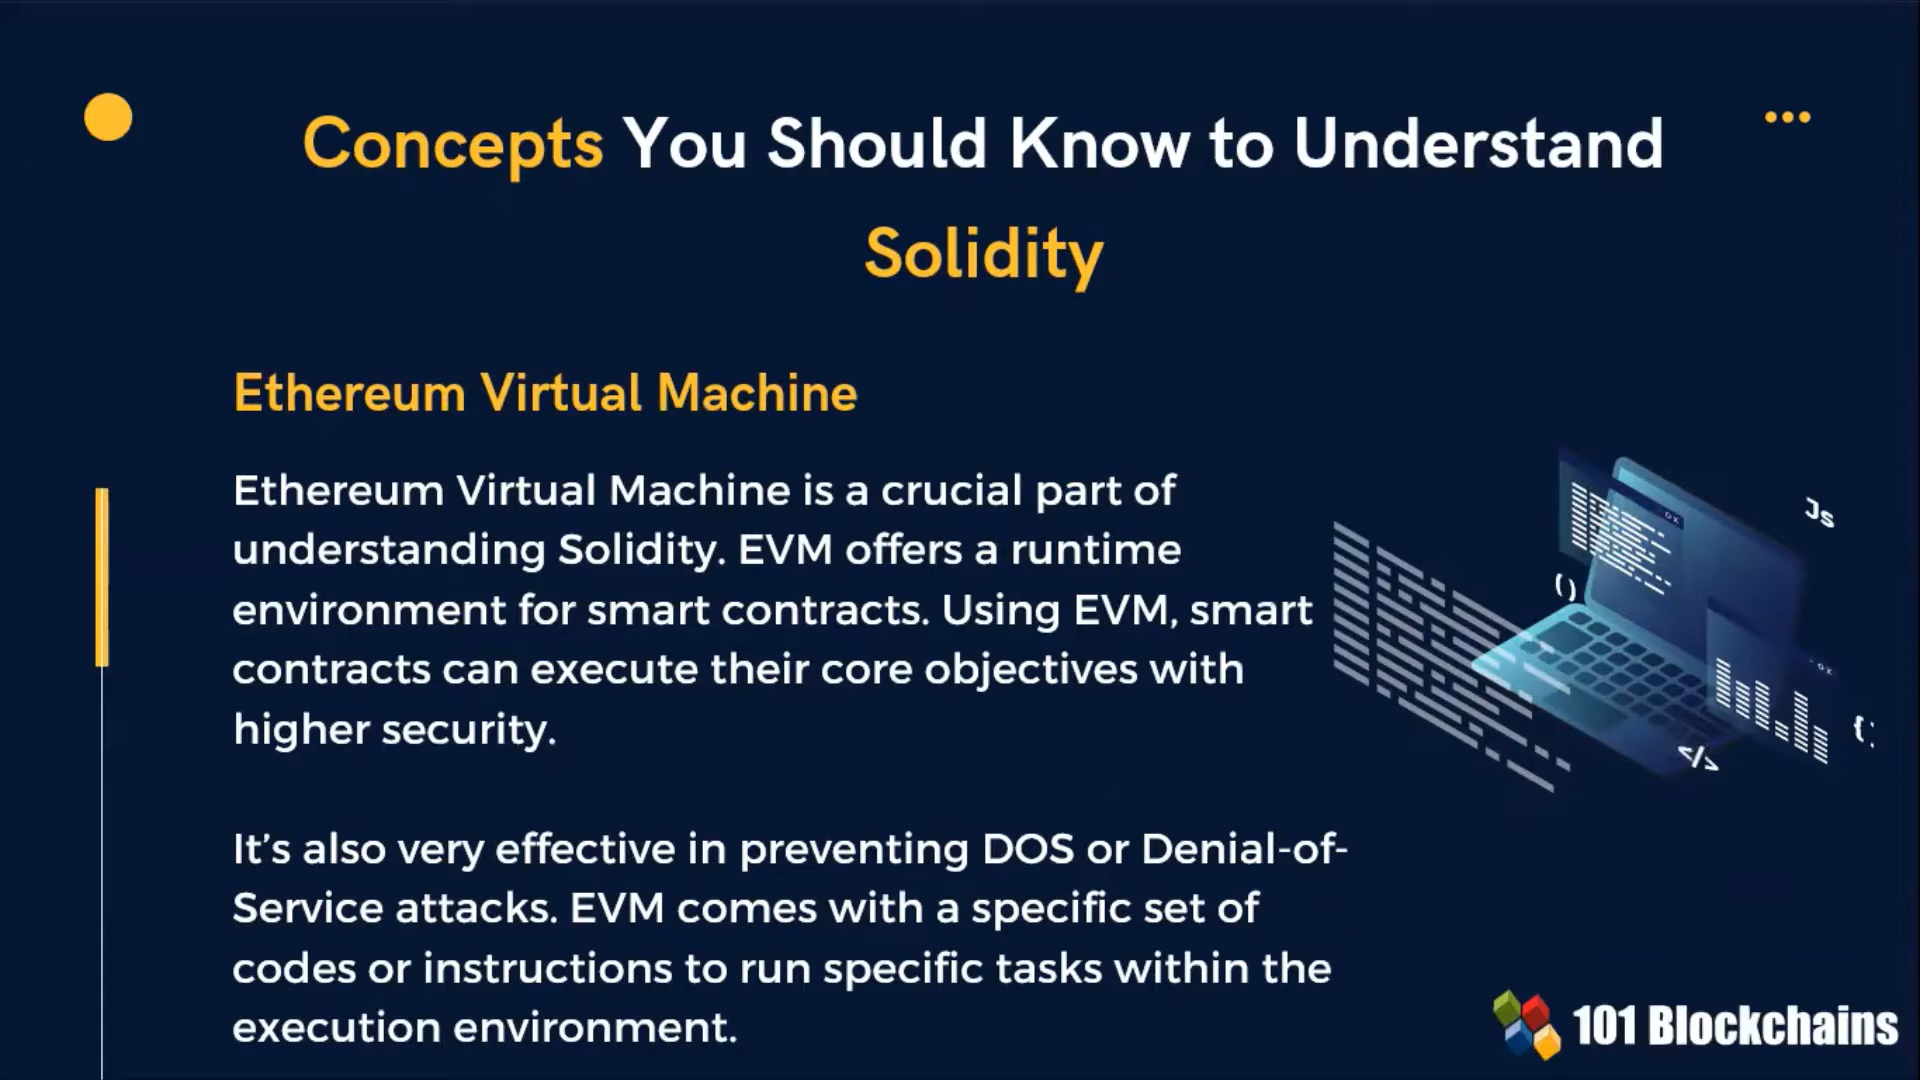 Concepts You Should Know to Understand
Solidity
Ethereum Virtual Machine
Ethereum Virtual Machine is a crucial part of
understanding Solidity. EVM offers a runtime
environment for smart contracts. Using EVM, smart
contracts can execute their core objectives with
higher security.
It’s also very effective in preventing DOS or Denial-of-
Service attacks. EVM comes with a specific set of
codes or instructions to run specific tasks within the
execution environment.
Js
()
</>
101 Blockchains